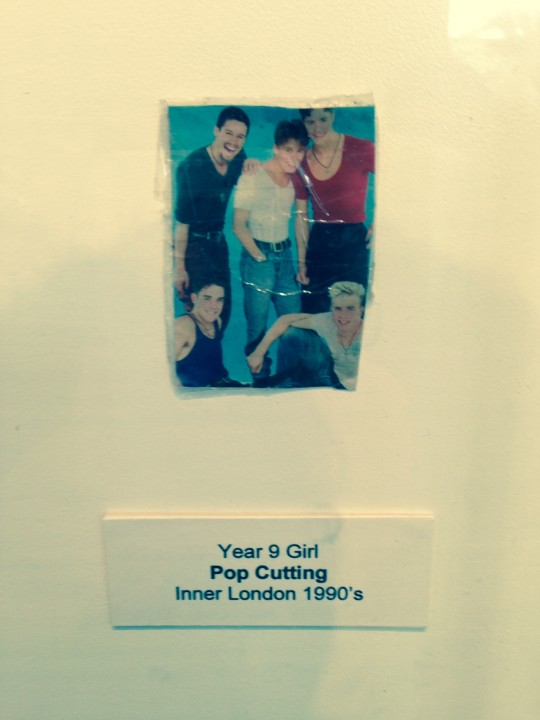 Year 9 Girl
Pop Cutting
Inner London 1990's